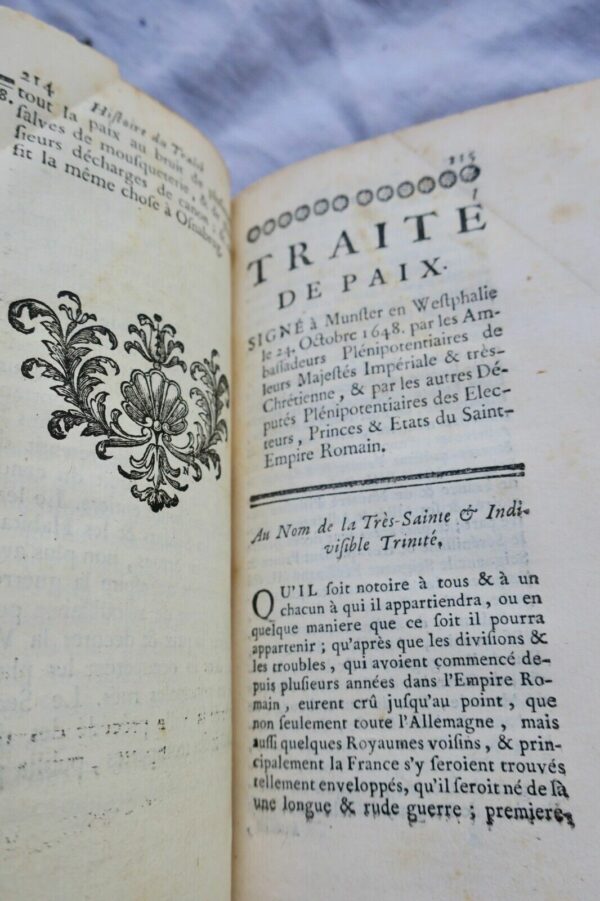 214
Histoire du Traité
8.
tout la paix au bruit de
salves de mousqueterie, & de
sieurs décharges de canon
fit la même chose à Osnabrug
215
TRAITÉ
DE PAIX.
SIGNÉ à Munster en Westphalie
le 24. Octobre 1648. par les Am-
bassadeurs Plénipotentiaires de
leurs Majestés Impériale & très-
Chrétienne, & par les autres Dé-
putés Plénipotentiaires des Elec-
teurs, Princes & Etats du Saint-
Empire Romain.
Au Nom de la Très-Sainte & Indi-
visible Trinité.
QU'IL soit notoire à tous & à un
chacun à qui il appartiendra, ou en
quelque maniere que ce soit il pourra
appartenir; qu'après que les divisions &
les troubles, qui avoient commencé de-
puis plusieurs années dans l'Empire Ro-
main, eurent crû jusqu'au point, que
non seulement toute l'Allemagne, mais
aussi quelques Royaumes voisins, & prin-
cipalement la France s'y seroient trouvés
tellement enveloppés, qu'il seroit né de là
une longue & rude guerre; premiere-